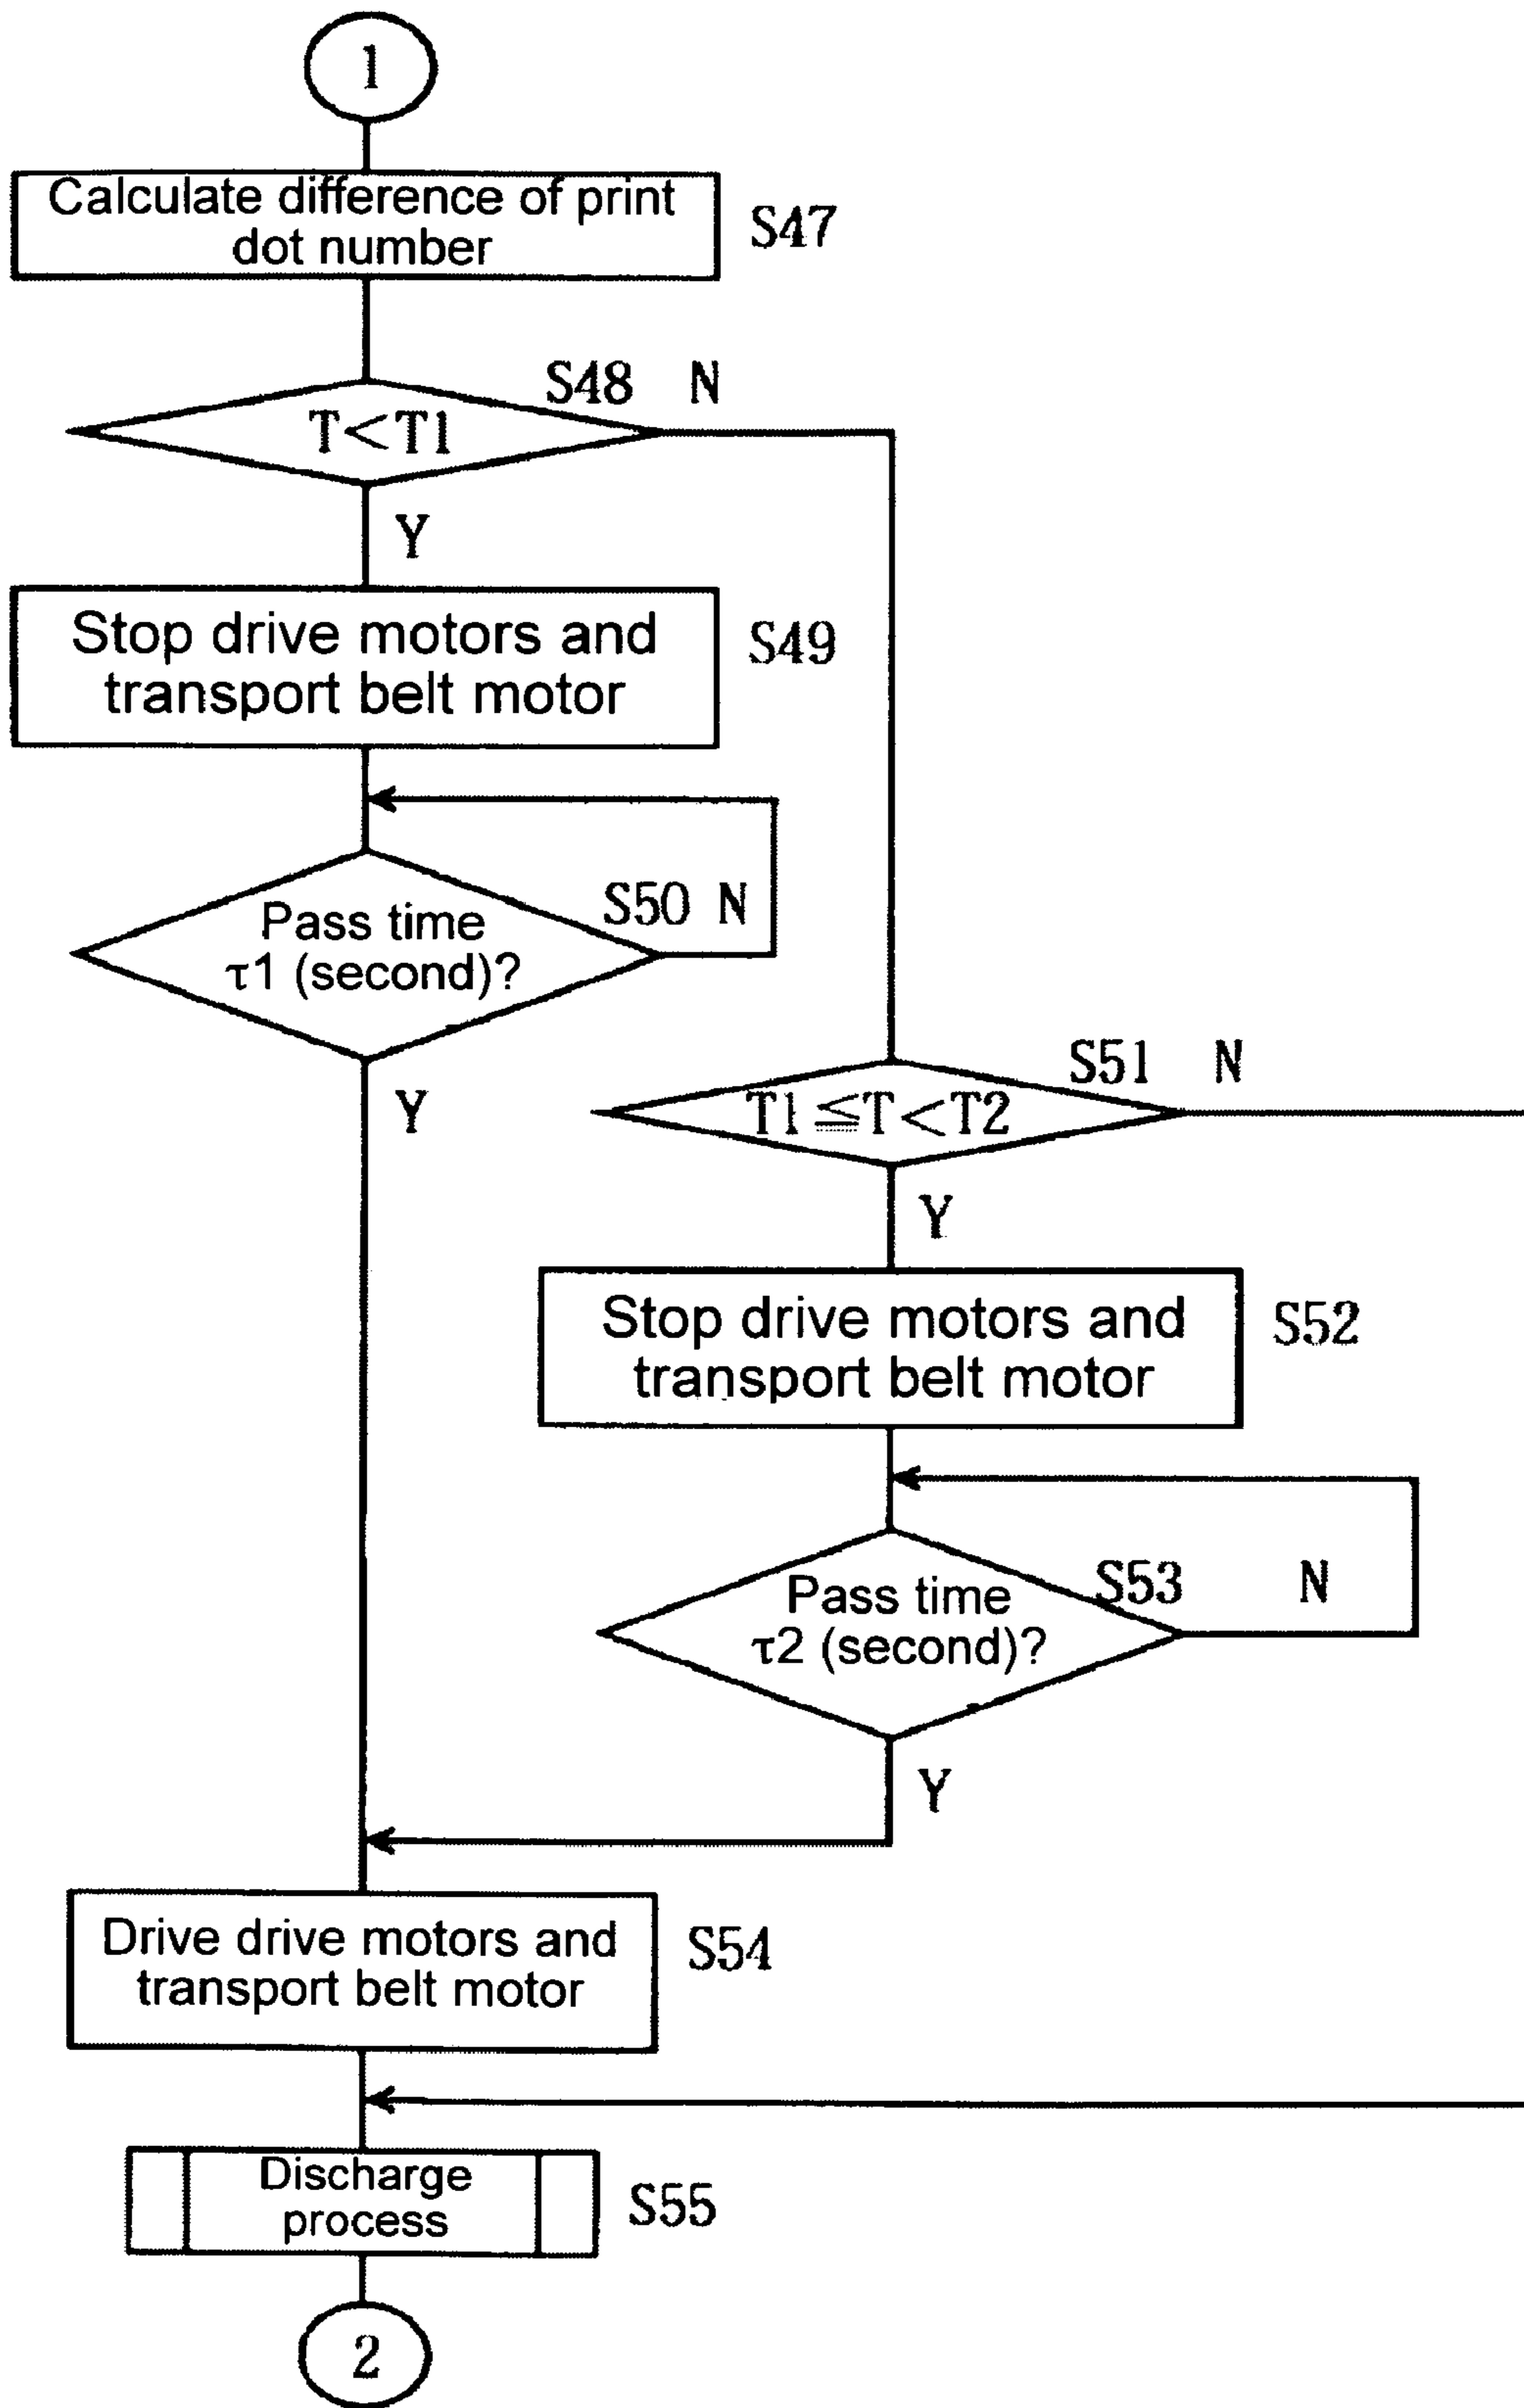 1
Calculate difference of print
dot number
S47
S48 N
T<T1
Y
Stop drive motors and
transport belt motor
S49
S50 N
Pass time
τ1 (second)?
Y
S51 N
T1≦T<T2
Y
Stop drive motors and
transport belt motor
S52
S53 N
Pass time
τ2 (second)?
Y
Drive drive motors and
transport belt motor
S54
Discharge
process
S55
2